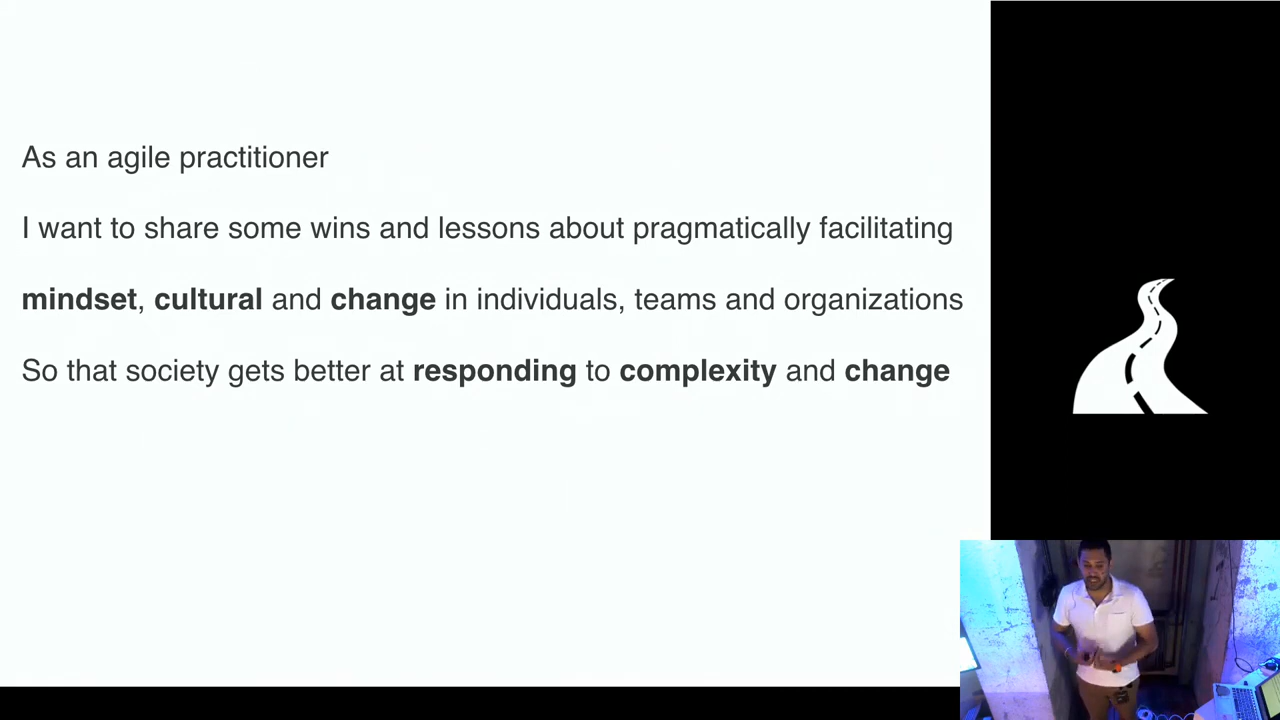 As an agile practitioner
I want to share some wins and lessons about pragmatically facilitating
mindset, cultural and change in individuals, teams and organizations
So that society gets better at responding to complexity and change